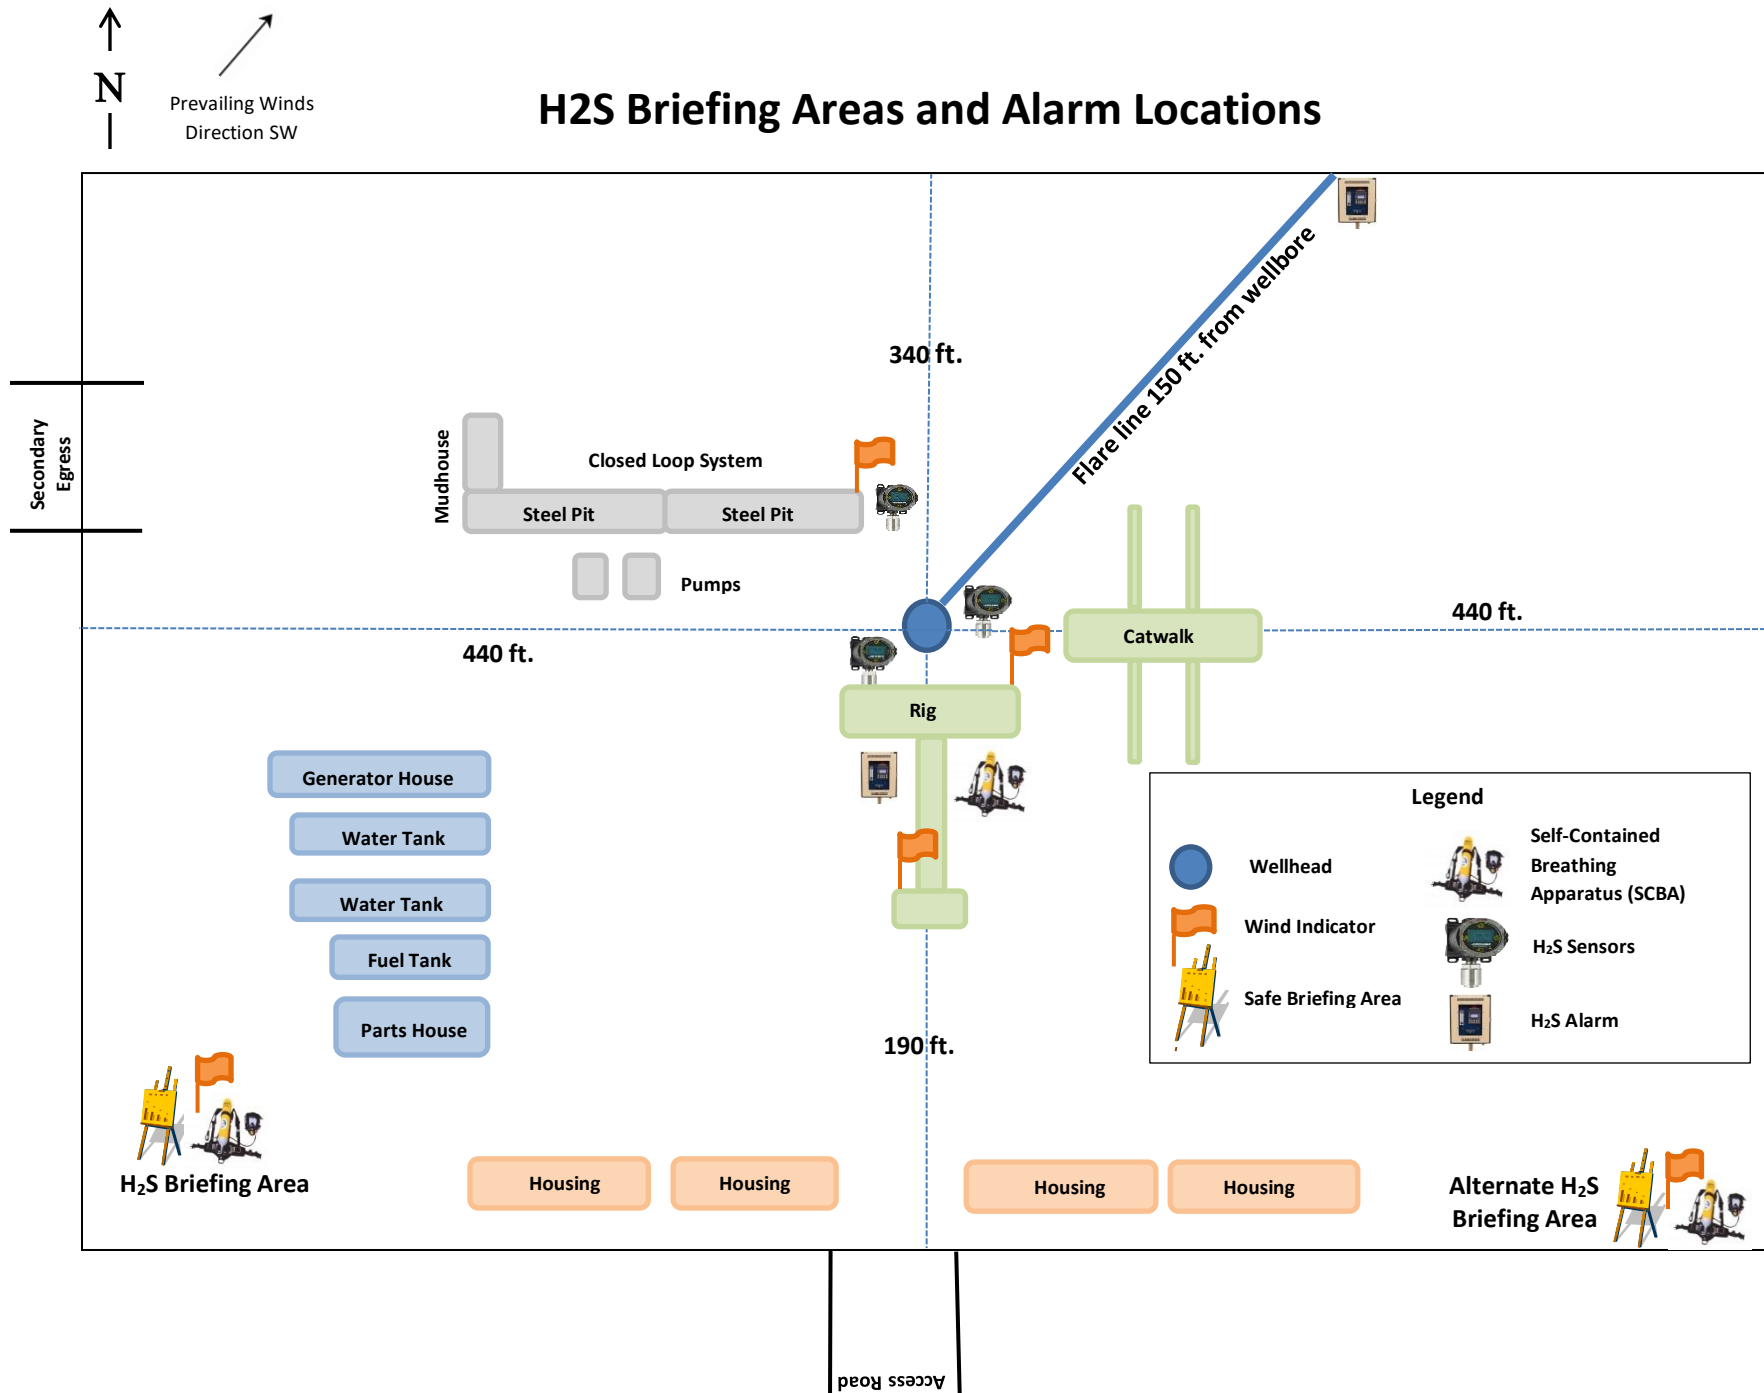 N
Prevailing Winds
Direction SW
H2S Briefing Areas and Alarm Locations
340 ft.
Flare line 150 ft. from wellbore
Secondary
Egress
Mudhouse
Closed Loop System
Steel Pit
Steel Pit
Pumps
440 ft.
440 ft.
Catwalk
Rig
Generator House
Water Tank
Water Tank
Fuel Tank
Parts House
190 ft.
Legend
Wellhead
Wind Indicator
Safe Briefing Area
Self-Contained
Breathing
Apparatus (SCBA)
H₂S Sensors
H₂S Alarm
H₂S Briefing Area
Housing
Housing
Housing
Housing
Alternate H₂S
Briefing Area
Access Road